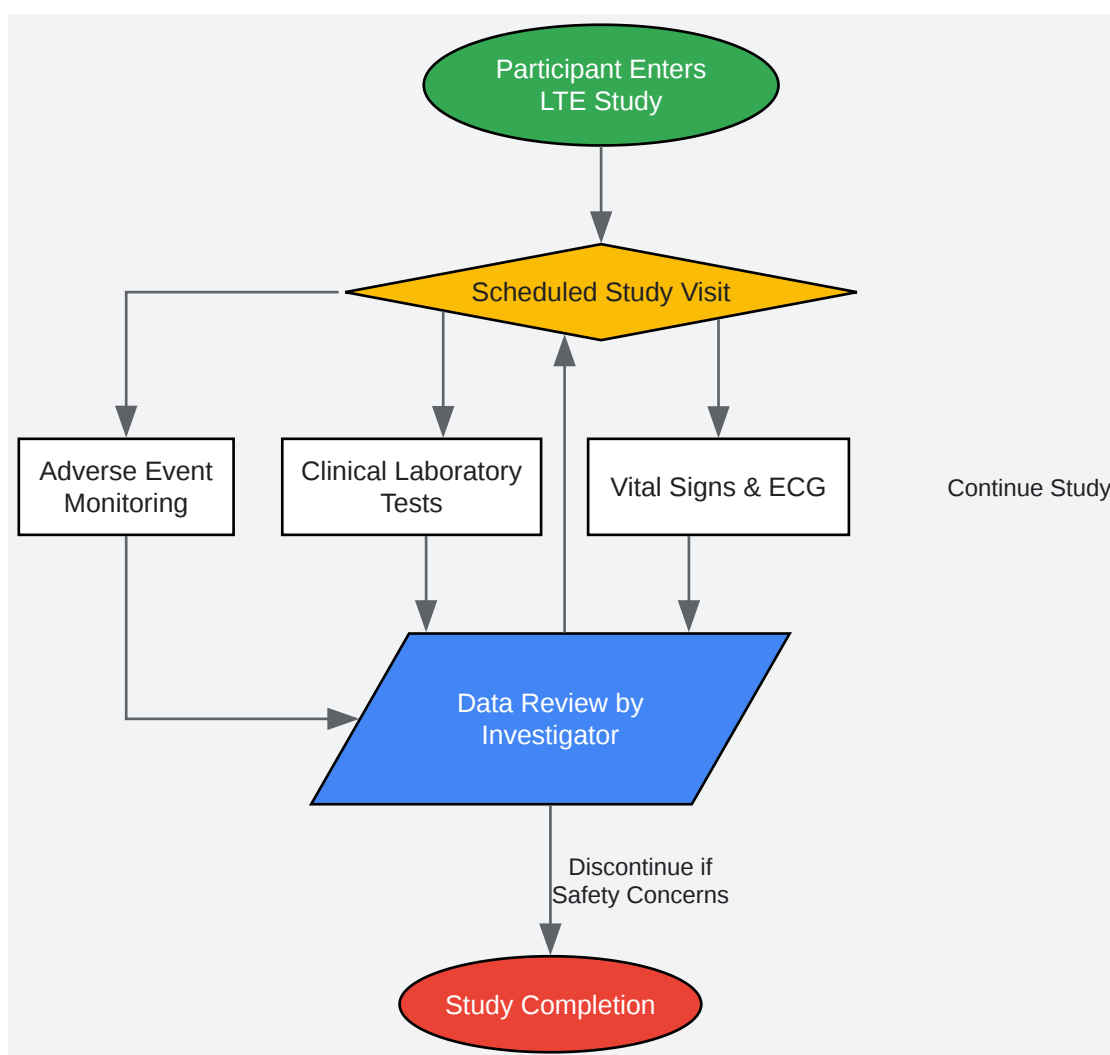 Participant Enters
LTE Study
Scheduled Study Visit
Adverse Event
Monitoring
Clinical Laboratory
Tests
Vital Signs & ECG
Continue Study
Data Review by
Investigator
Discontinue if
Safety Concerns
Study Completion